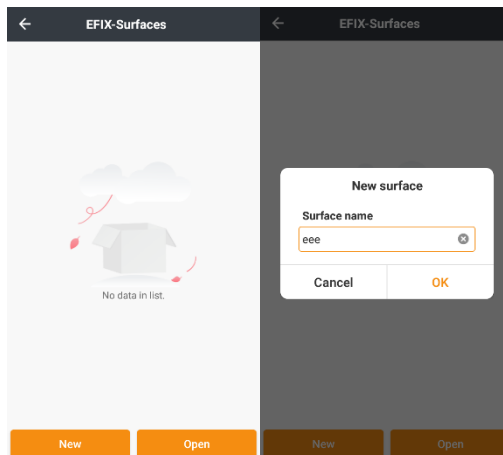 EFIX-Surfaces
No data in list.
New
Open
EFIX-Surfaces
New surface
Surface name
eee
Cancel
OK
New
Open